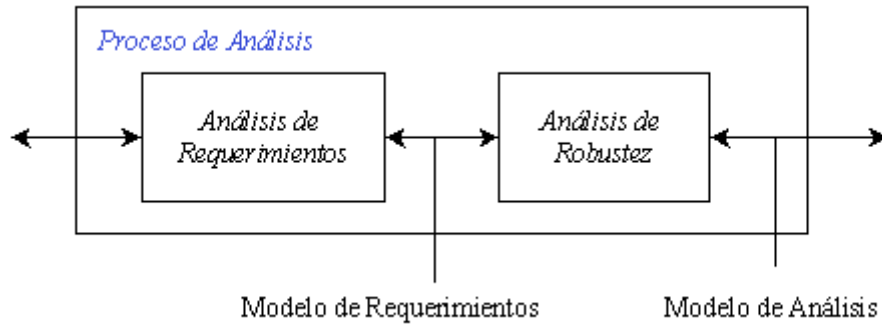 Proceso de Análisis
Análisis de
Requerimientos
Análisis de
Robustez
Modelo de Requerimientos
Modelo de Análisis